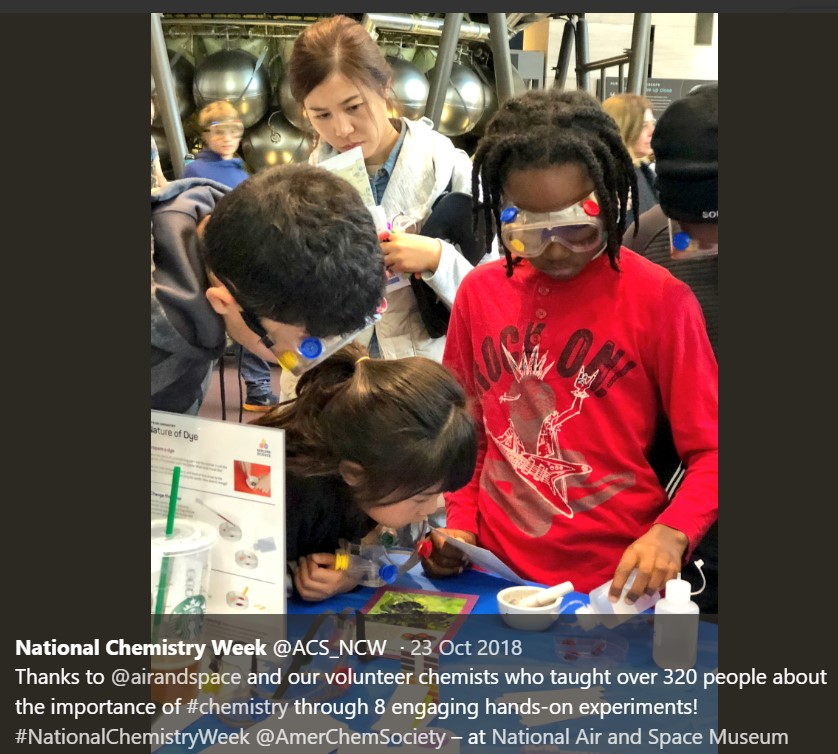 SOU
ROCK ON!
Nature of Dye
National Chemistry Week @ACS_NCW · 23 Oct 2018
Thanks to @airandspace and our volunteer chemists who taught over 320 people about
the importance of #chemistry through 8 engaging hands-on experiments!
#NationalChemistryWeek @AmerChemSociety – at National Air and Space Museum